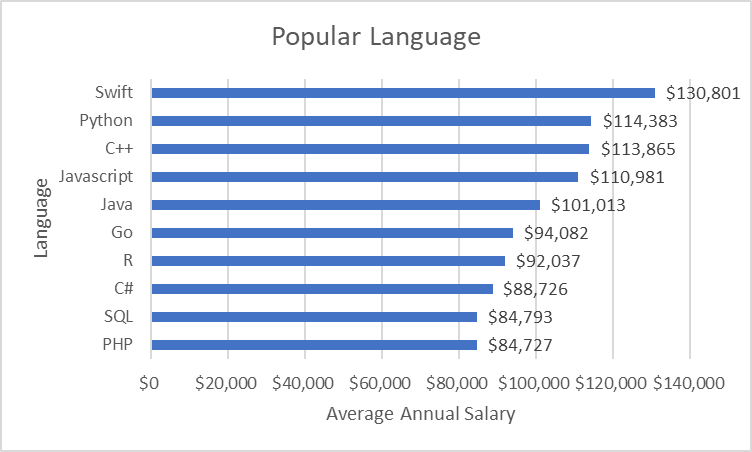 Popular Language
Swift $130,801
Python $114,383
C++ $113,865
Javascript $110,981
Java $101,013
Go $94,082
R $92,037
C# $88,726
SQL $84,793
PHP $84,727
Language
$0 $20,000 $40,000 $60,000 $80,000 $100,000 $120,000 $140,000
Average Annual Salary